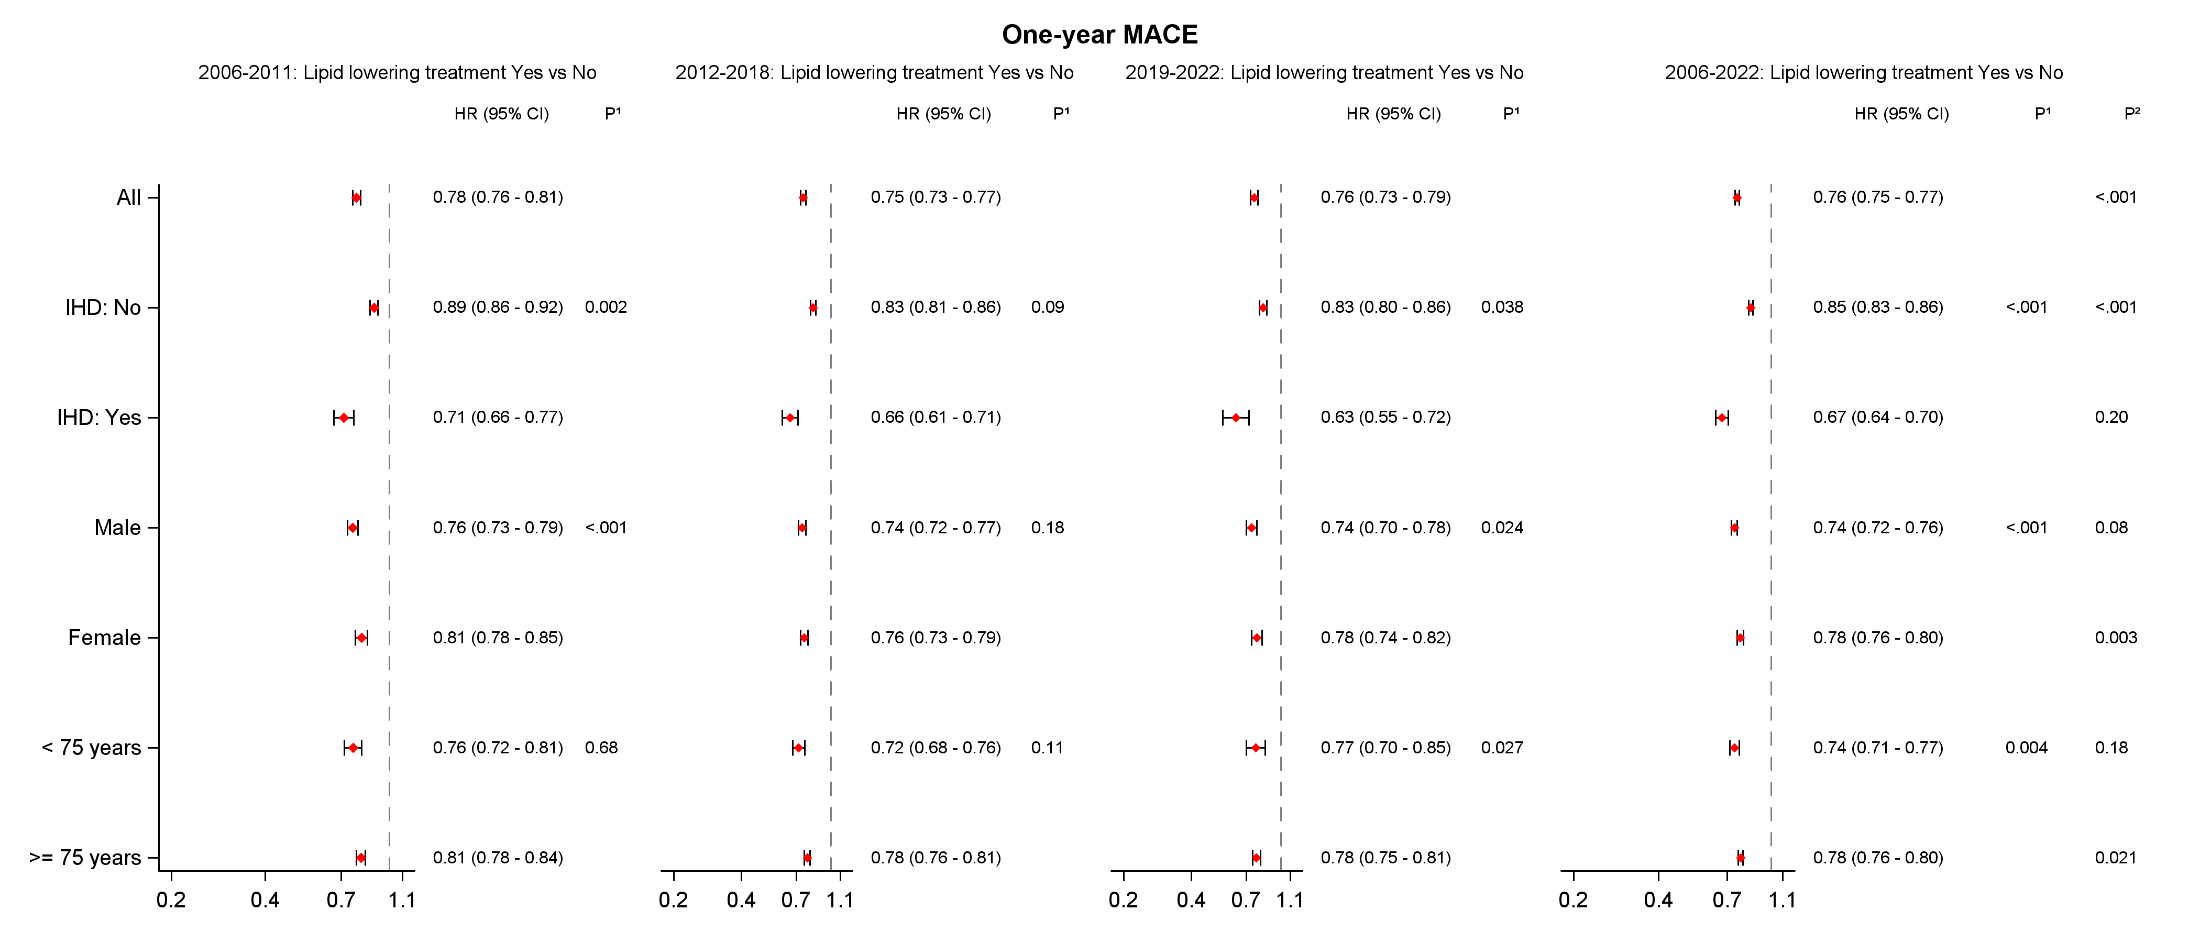 One-year MACE
2006-2011: Lipid lowering treatment Yes vs No 2012-2018: Lipid lowering treatment Yes vs No 2019-2022: Lipid lowering treatment Yes vs No 2006-2022: Lipid lowering treatment Yes vs No
HR (95% CI) P¹ HR (95% CI) P¹ HR (95% CI) P¹ HR (95% CI) P¹ P²
All 0.78 (0.76 - 0.81) 0.75 (0.73 - 0.77) 0.76 (0.73 - 0.79) 0.76 (0.75 - 0.77) <.001
IHD: No 0.89 (0.86 - 0.92) 0.002 0.83 (0.81 - 0.86) 0.09 0.83 (0.80 - 0.86) 0.038 0.85 (0.83 - 0.86) <.001 <.001
IHD: Yes 0.71 (0.66 - 0.77) 0.66 (0.61 - 0.71) 0.63 (0.55 - 0.72) 0.67 (0.64 - 0.70) 0.20
Male 0.76 (0.73 - 0.79) <.001 0.74 (0.72 - 0.77) 0.18 0.74 (0.70 - 0.78) 0.024 0.74 (0.72 - 0.76) <.001 0.08
Female 0.81 (0.78 - 0.85) 0.76 (0.73 - 0.79) 0.78 (0.74 - 0.82) 0.78 (0.76 - 0.80) 0.003
< 75 years 0.76 (0.72 - 0.81) 0.68 0.72 (0.68 - 0.76) 0.11 0.77 (0.70 - 0.85) 0.027 0.74 (0.71 - 0.77) 0.004 0.18
>= 75 years 0.81 (0.78 - 0.84) 0.78 (0.76 - 0.81) 0.78 (0.75 - 0.81) 0.78 (0.76 - 0.80) 0.021
0.2 0.4 0.7 1.1 0.2 0.4 0.7 1.1 0.2 0.4 0.7 1.1 0.2 0.4 0.7 1.1